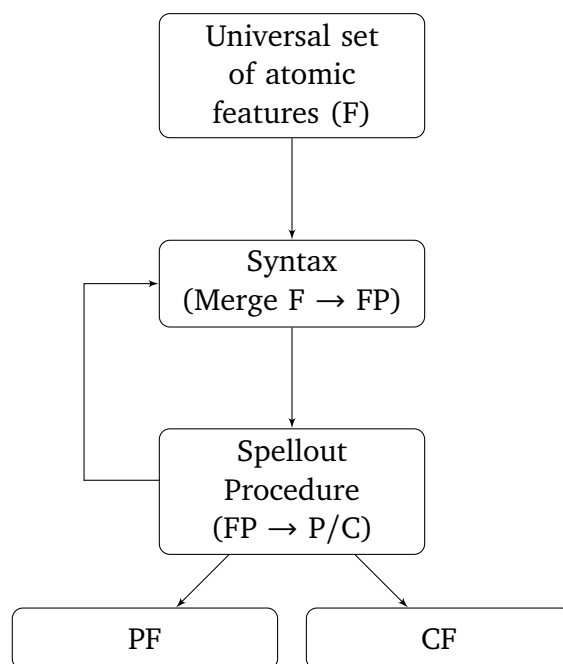 Universal set
of atomic
features (F)
Syntax
(Merge F → FP)
Spellout
Procedure
(FP → P/C)
PF
CF